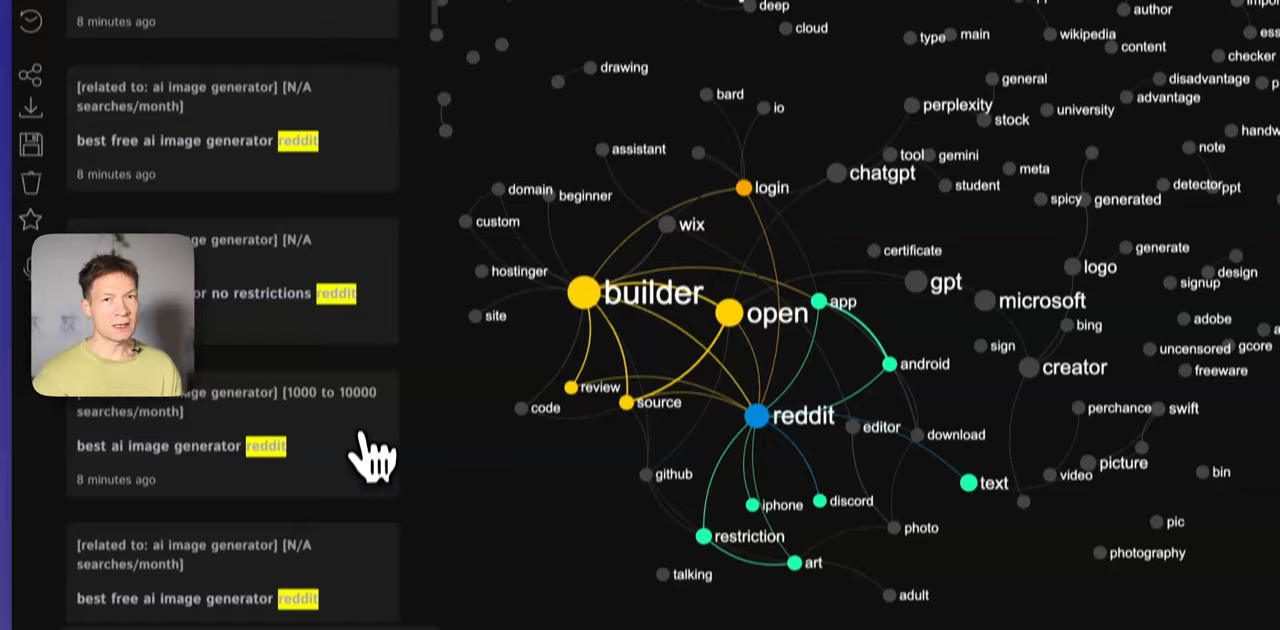 8 minutes ago
[related to: ai image generator] [N/A
searches/month]
best free ai image generator reddit
8 minutes ago
ge generator] [N/A
or no restrictions reddit
ge generator] [1000 to 10000
searches/month]
best ai image generator reddit
8 minutes ago
[related to: ai image generator] [N/A
searches/month]
best free ai image generator reddit
deep
cloud
type
main
author
wikipedia
content
checker
drawing
general
disadvantage
advantage
bard
io
perplexity
stock
university
assistant
tool
gemini
note
chatgpt
student
meta
detector
ppt
domain
beginner
login
spicy
generated
custom
wix
certificate
generate
hostinger
builder
gpt
logo
design
signup
open
app
microsoft
site
bing
adobe
sign
uncensored
gcore
android
creator
freeware
review
source
code
reddit
editor
download
perchance
swift
github
text
video
picture
bin
iphone
discord
restriction
photo
pic
art
photography
talking
adult